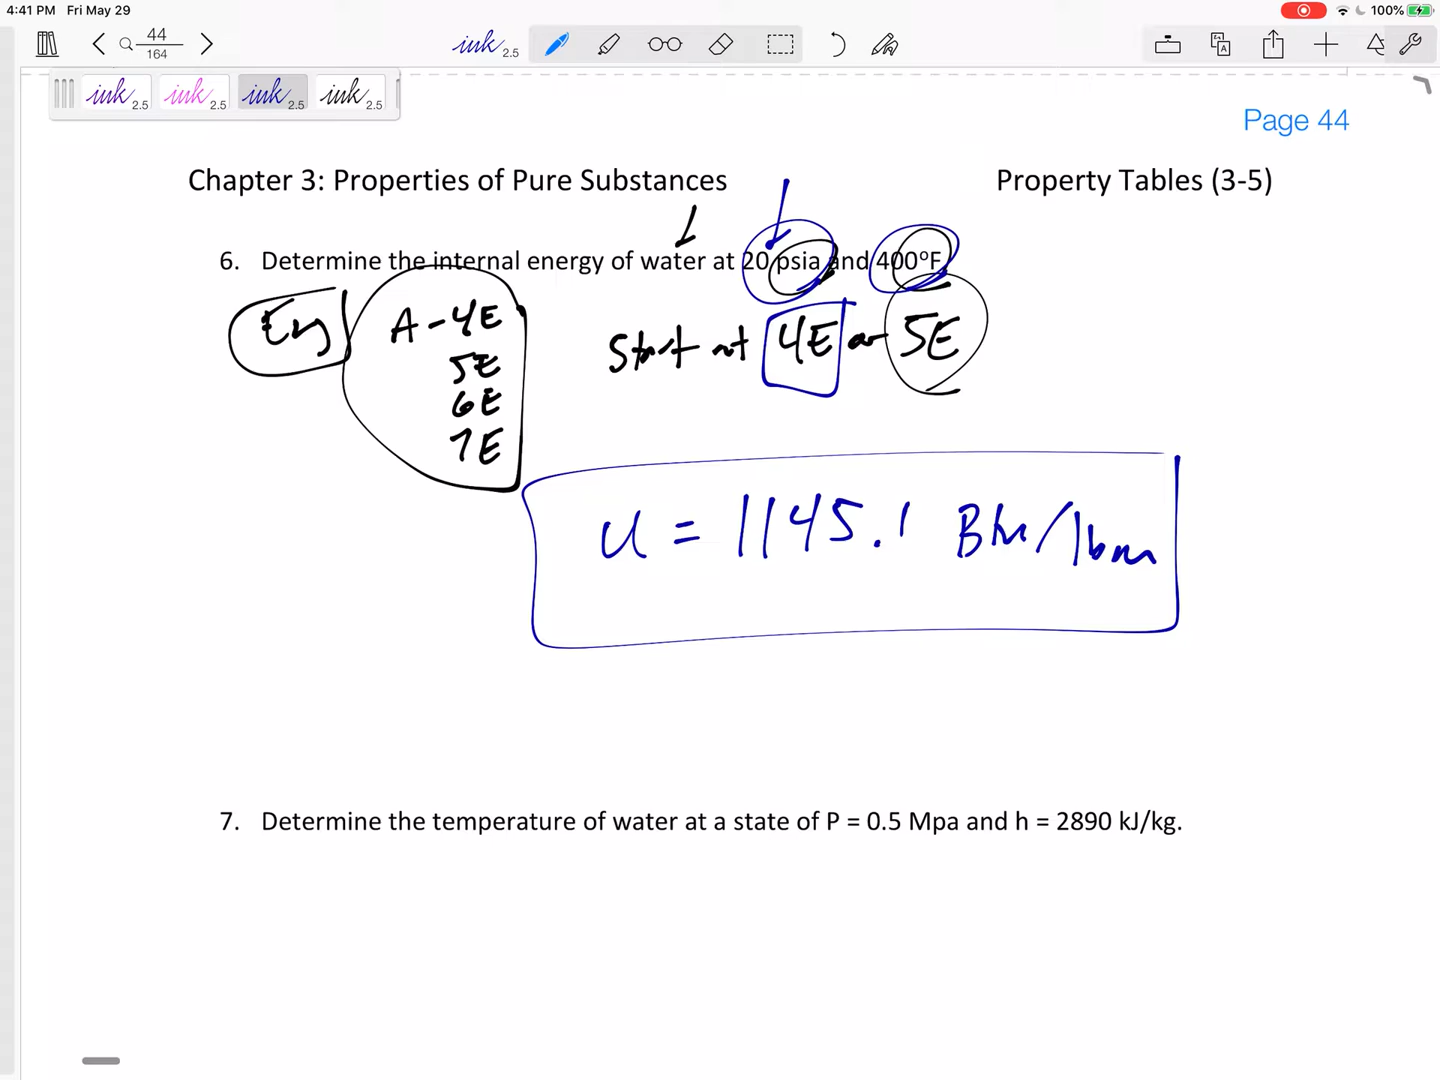 4:41 PM Fri May 29
100%
44
164
ink 2.5
ink 2.5 ink 2.5 ink 2.5 ink 2.5
Page 44
Chapter 3: Properties of Pure Substances Property Tables (3-5)
6. Determine the internal energy of water at 20 psia and 400°F
Eng A-4E Start at 4E or 5E
5E
6E
7E
u = 1145.1 Btu/lbm
7. Determine the temperature of water at a state of P = 0.5 Mpa and h = 2890 kJ/kg.